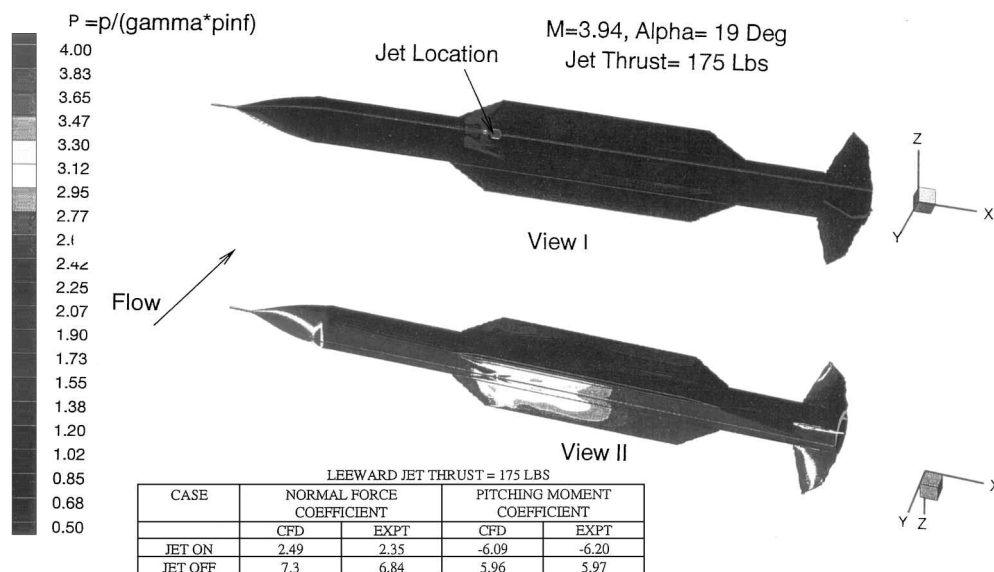 P =p/(gamma*pinf)
M=3.94, Alpha= 19 Deg
Jet Thrust= 175 Lbs
Jet Location
4.00
3.83
3.65
3.47
3.30
3.12
2.95
2.77
2.42
2.25
2.07
1.90
1.73
1.55
1.38
1.20
1.02
0.85
0.68
0.50
Z
X
Y
View I
Flow
View II
X
Y
Z
LEEWARD JET THRUST = 175 LBS
CASE NORMAL FORCE COEFFICIENT PITCHING MOMENT COEFFICIENT
CFD EXPT CFD EXPT
JET ON 2.49 2.35 -6.09 -6.20
JET OFF 7.3 6.84 5.96 5.97